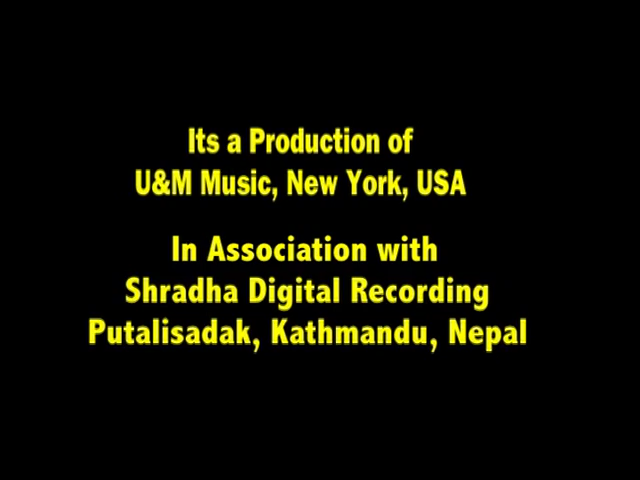 Its a Production of
U&M Music, New York, USA
In Association with
Shradha Digital Recording
Putalisadak, Kathmandu, Nepal